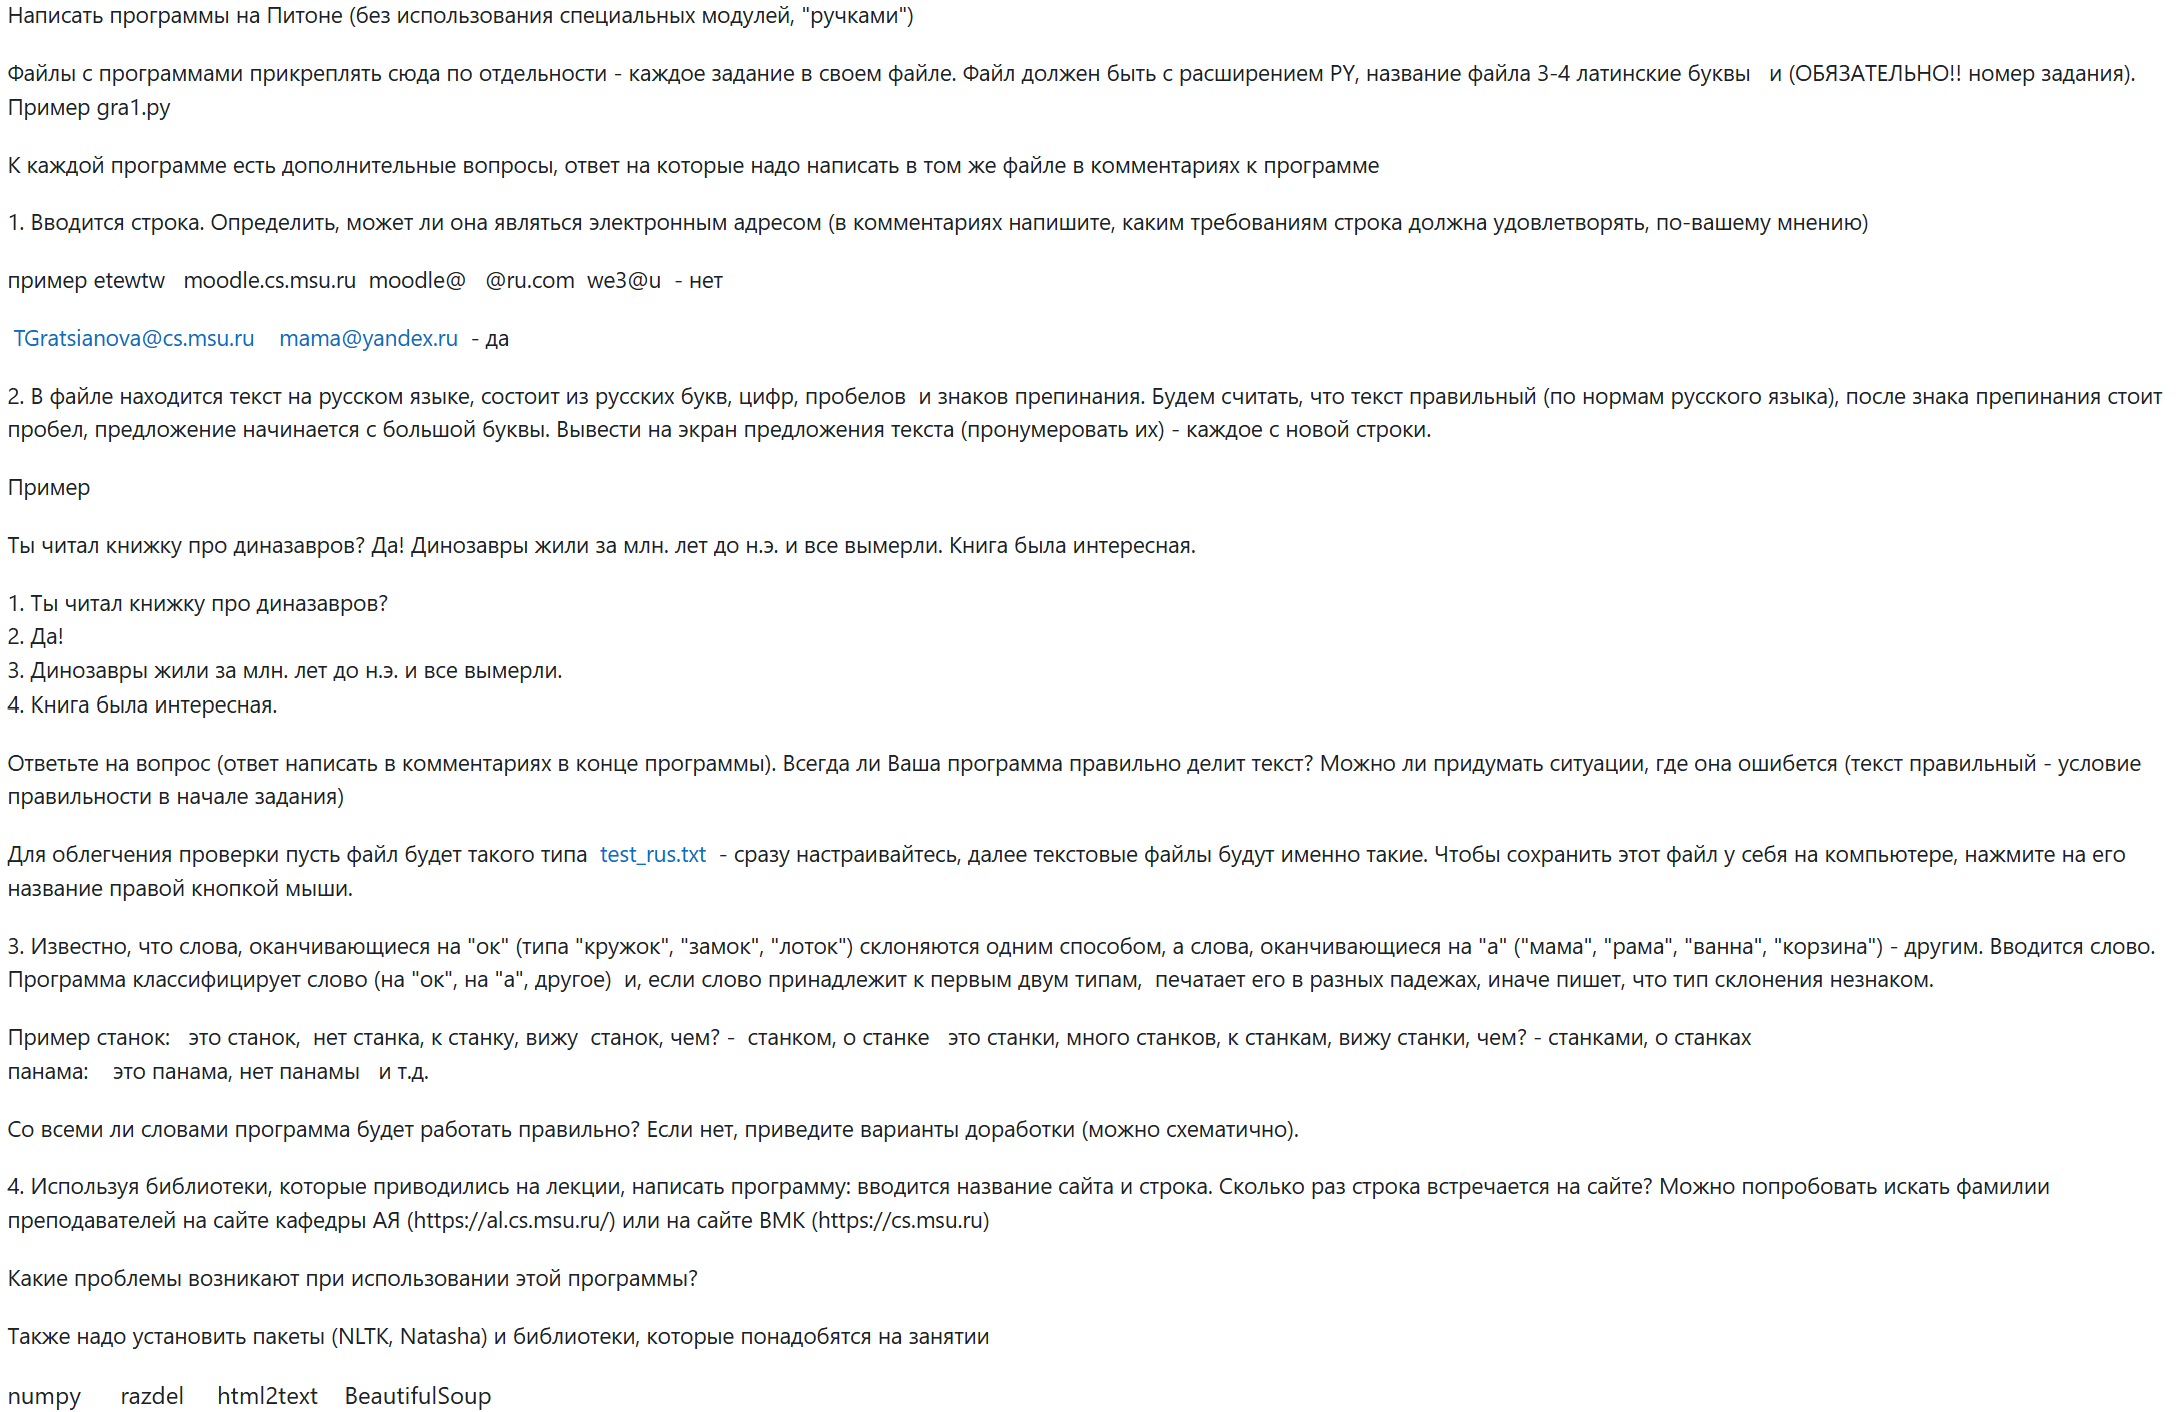 Написать программы на Питоне (без использования специальных модулей, "ручками")
Файлы с программами прикреплять сюда по отдельности - каждое задание в своем файле. Файл должен быть с расширением PY, название файла 3-4 латинские буквы и (ОБЯЗАТЕЛЬНО!! номер задания).
Пример gra1.py
К каждой программе есть дополнительные вопросы, ответ на которые надо написать в том же файле в комментариях к программе
1. Вводится строка. Определить, может ли она являться электронным адресом (в комментариях напишите, каким требованиям строка должна удовлетворять, по-вашему мнению)
пример etewtw moodle.cs.msu.ru moodle@ @ru.com we3@u - нет
TGratsianova@cs.msu.ru mama@yandex.ru - да
2. В файле находится текст на русском языке, состоит из русских букв, цифр, пробелов и знаков препинания. Будем считать, что текст правильный (по нормам русского языка), после знака препинания стоит
пробел, предложение начинается с большой буквы. Вывести на экран предложения текста (пронумеровать их) - каждое с новой строки.
Пример
Ты читал книжку про диназавров? Да! Динозавры жили за млн. лет до н.э. и все вымерли. Книга была интересная.
1. Ты читал книжку про диназавров?
2. Да!
3. Динозавры жили за млн. лет до н.э. и все вымерли.
4. Книга была интересная.
Ответьте на вопрос (ответ написать в комментариях в конце программы). Всегда ли Ваша программа правильно делит текст? Можно ли придумать ситуации, где она ошибется (текст правильный - условие
правильности в начале задания)
Для облегчения проверки пусть файл будет такого типа test_rus.txt - сразу настраивайтесь, далее текстовые файлы будут именно такие. Чтобы сохранить этот файл у себя на компьютере, нажмите на его
название правой кнопкой мыши.
3. Известно, что слова, оканчивающиеся на "ок" (типа "кружок", "замок", "лоток") склоняются одним способом, а слова, оканчивающиеся на "а" ("мама", "рама", "ванна", "корзина") - другим. Вводится слово.
Программа классифицирует слово (на "ок", на "а", другое) и, если слово принадлежит к первым двум типам, печатает его в разных падежах, иначе пишет, что тип склонения незнаком.
Пример станок: это станок, нет станка, к станку, вижу станок, чем? - станком, о станке это станки, много станков, к станкам, вижу станки, чем? - станками, о станках
панама: это панама, нет панамы и т.д.
Со всеми ли словами программа будет работать правильно? Если нет, приведите варианты доработки (можно схематично).
4. Используя библиотеки, которые приводились на лекции, написать программу: вводится название сайта и строка. Сколько раз строка встречается на сайте? Можно попробовать искать фамилии
преподавателей на сайте кафедры АЯ (https://al.cs.msu.ru/) или на сайте ВМК (https://cs.msu.ru)
Какие проблемы возникают при использовании этой программы?
Также надо установить пакеты (NLTK, Natasha) и библиотеки, которые понадобятся на занятии
numpy razdel html2text BeautifulSoup